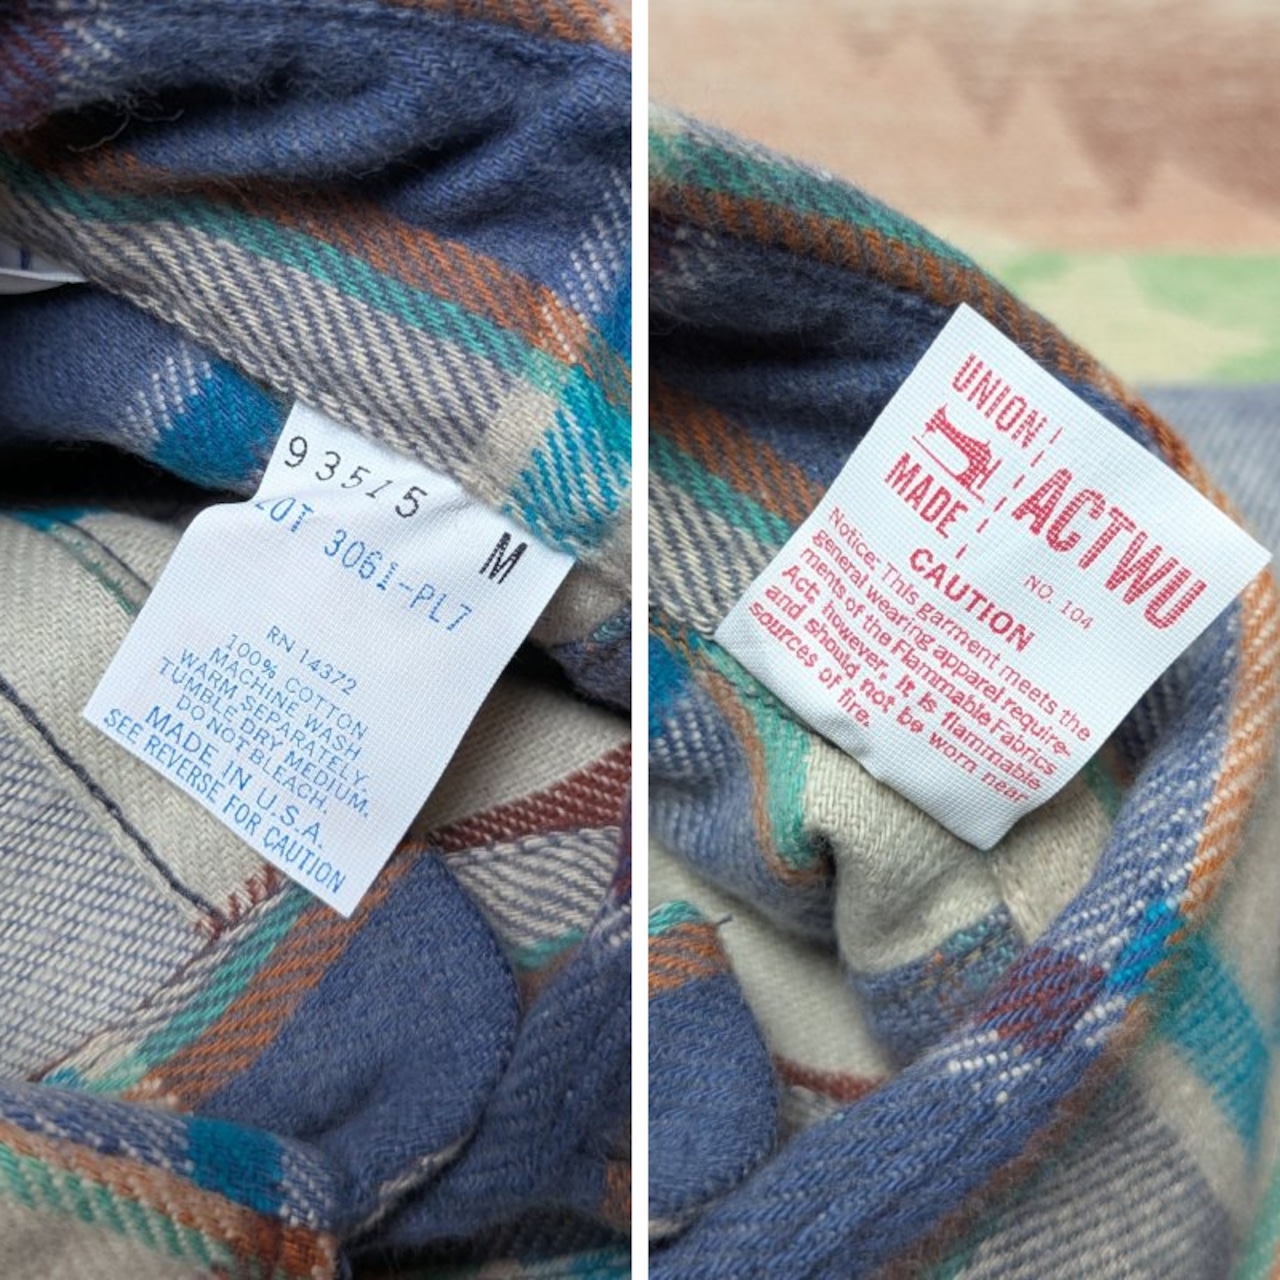 93515
LOT 3061-PL7
M
RN 14372
100% COTTON
MACHINE WASH
WARM SEPARATELY.
TUMBLE DRY MEDIUM.
DO NOT BLEACH.
MADE IN U.S.A.
SEE REVERSE FOR CAUTION
UNION
MADE
ACTWU
NO. 104
CAUTION
Notice: This garment meets the
general wearing apparel require-
ments of the Flammable Fabrics
Act; however, it is flammable
and should not be worn near
sources of fire.